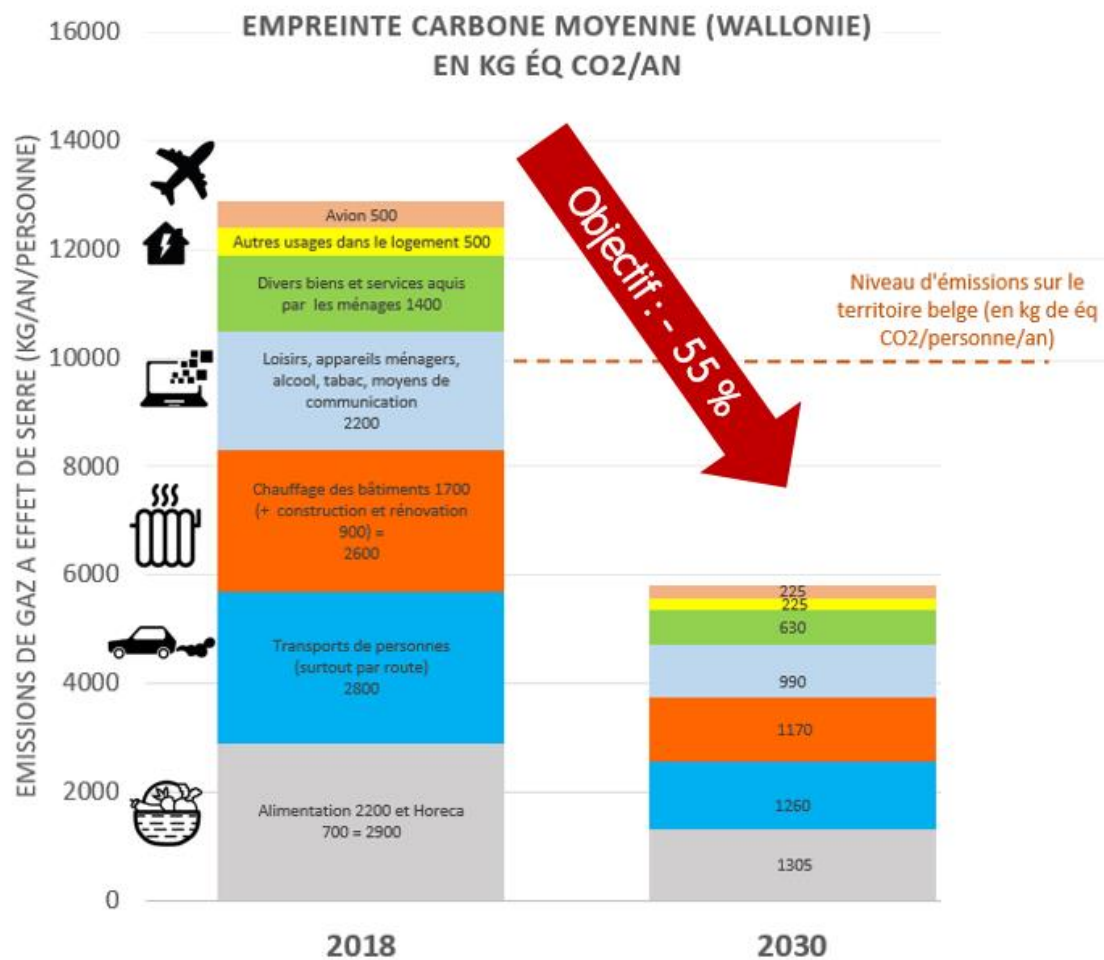 EMPREINTE CARBONE MOYENNE (WALLONIE)
EN KG ÉQ CO2/AN
EMISSIONS DE GAZ A EFFET DE SERRE (KG/AN/PERSONNE)
16000
14000
12000
10000
8000
6000
4000
2000
0
Avion 500
Autres usages dans le logement 500
Divers biens et services aquis
par les ménages 1400
Loisirs, appareils ménagers,
alcool, tabac, moyens de
communication
2200
Chauffage des bâtiments 1700
(+ construction et rénovation
900) =
2600
Transports de personnes
(surtout par route)
2800
Alimentation 2200 et Horeca
700 = 2900
Objectif : - 55 %
Niveau d'émissions sur le
territoire belge (en kg de éq
CO2/personne/an)
225
225
630
990
1170
1260
1305
2018
2030